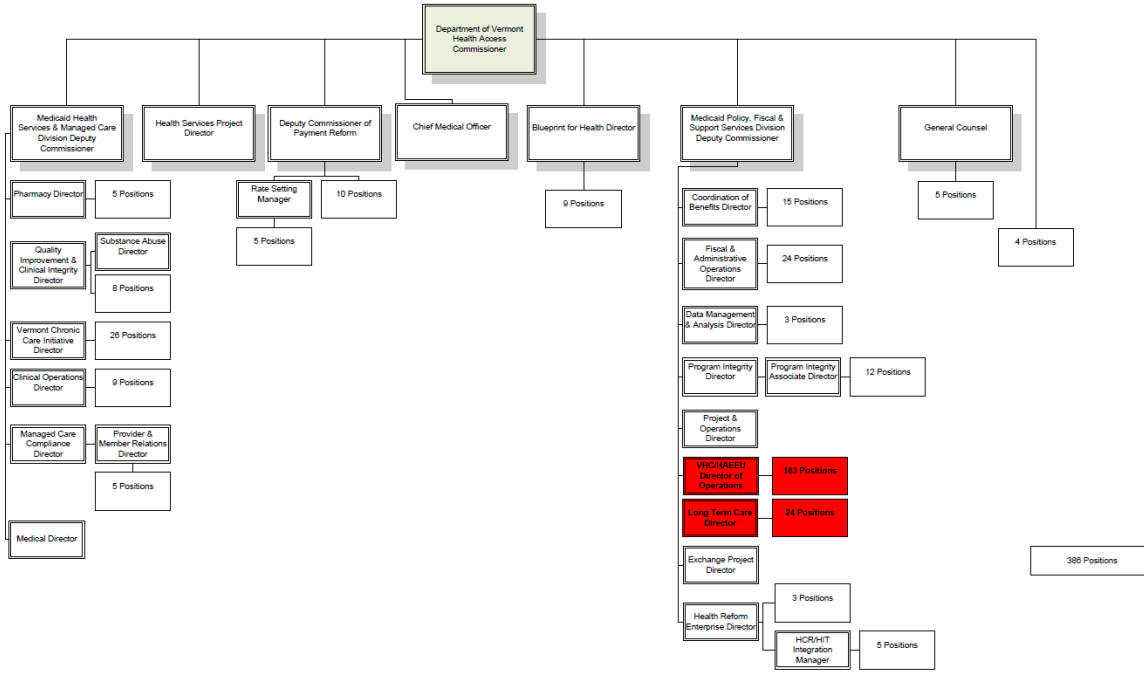 Department of Vermont
Health Access
Commissioner
Medicaid Health
Services & Managed Care
Division Deputy
Commissioner
Health Services Project
Director
Deputy Commissioner of
Payment Reform
Chief Medical Officer
Blueprint for Health Director
Medicaid Policy, Fiscal &
Support Services Division
Deputy Commissioner
General Counsel
Pharmacy Director
5 Positions
Quality
Improvement &
Clinical Integrity
Director
Substance Abuse
Director
8 Positions
Vermont Chronic
Care Initiative
Director
26 Positions
Clinical Operations
Director
9 Positions
Managed Care
Compliance
Director
Provider &
Member Relations
Director
5 Positions
Medical Director
Rate Setting
Manager
5 Positions
10 Positions
9 Positions
Coordination of
Benefits Director
15 Positions
Fiscal &
Administrative
Operations
Director
24 Positions
Data Management
& Analysis Director
3 Positions
Program Integrity
Director
Program Integrity
Associate Director
12 Positions
Project &
Operations
Director
VHC/HAEEU
Director of
Operations
183 Positions
Long Term Care
Director
24 Positions
Exchange Project
Director
Health Reform
Enterprise Director
3 Positions
HCR/HIT
Integration
Manager
5 Positions
5 Positions
4 Positions
386 Positions